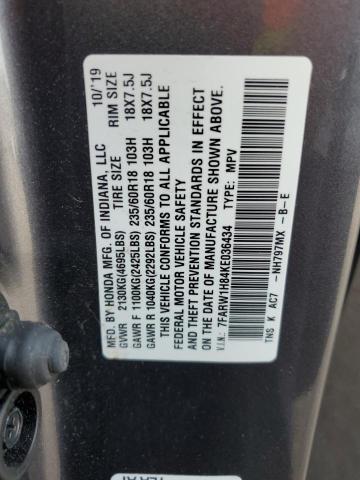 MFD. BY HONDA MFG. OF INDIANA, LLC 10/'19
GVWR 2130KG(4695LBS) TIRE SIZE RIM SIZE
GAWR F 1100KG(2425LBS) 235/60R18 103H 18X7.5J
GAWR R 1040KG(2292LBS) 235/60R18 103H 18X7.5J
THIS VEHICLE CONFORMS TO ALL APPLICABLE
FEDERAL MOTOR VEHICLE SAFETY
AND THEFT PREVENTION STANDARDS IN EFFECT
ON THE DATE OF MANUFACTURE SHOWN ABOVE.
V.I.N.: 7FARW1H84KE036434 TYPE: MPV
TNS K AC7 -NH797MX -B-E